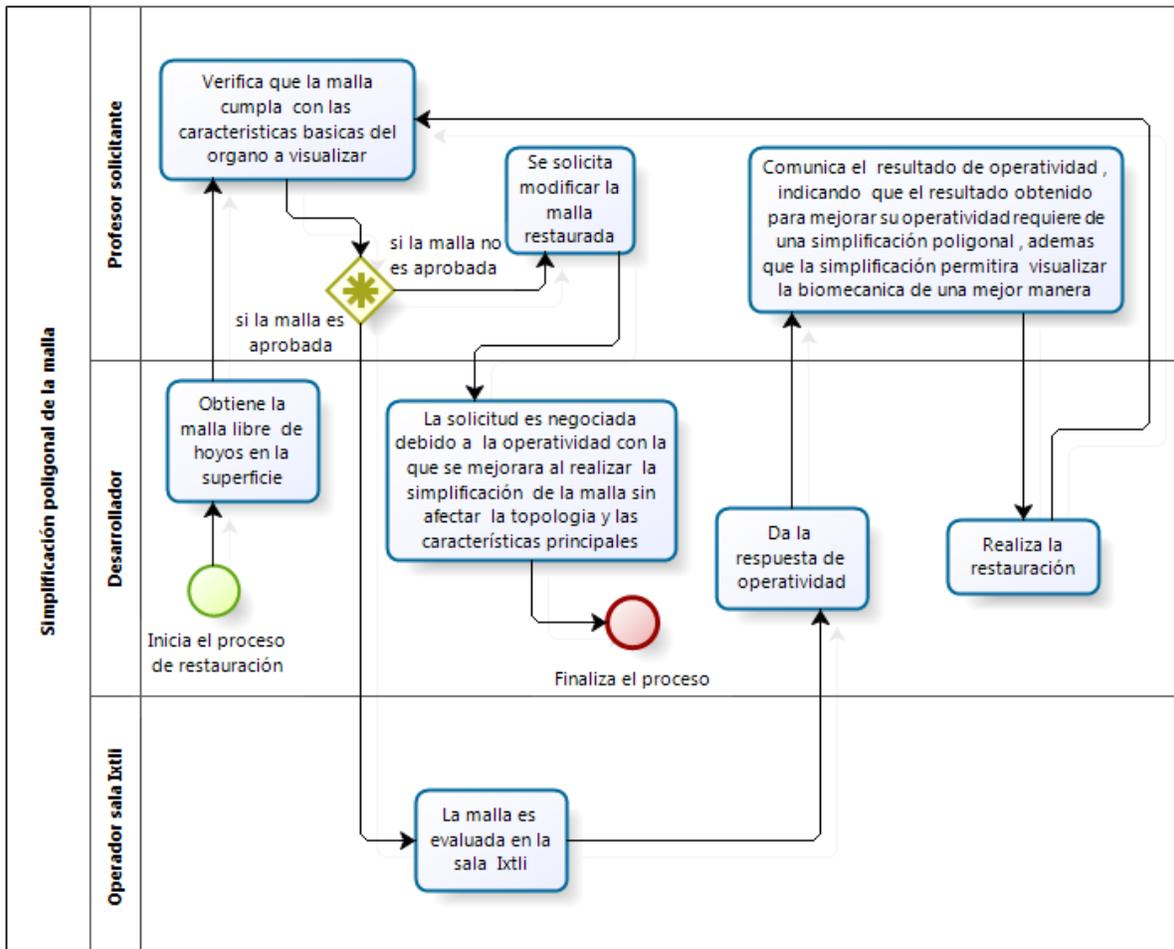 Simplificación poligonal de la malla
Profesor solicitante
Verifica que la malla
cumpla con las
caracteristicas basicas del
organo a visualizar
Se solicita
modificar la
malla
restaurada
si la malla no
es aprobada
si la malla es
aprobada
Comunica el resultado de operatividad ,
indicando que el resultado obtenido
para mejorar su operatividad requiere de
una simplificación poligonal , ademas
que la simplificación permitira visualizar
la biomecanica de una mejor manera
Desarrollador
Obtiene la
malla libre de
hoyos en la
superficie
Inicia el proceso
de restauración
La solicitud es negociada
debido a la operatividad con la
que se mejorara al realizar la
simplificación de la malla sin
afectar la topologia y las
características principales
Finaliza el proceso
Da la
respuesta de
operatividad
Realiza la
restauración
Operador sala Ixtli
La malla es
evaluada en la
sala Ixtli